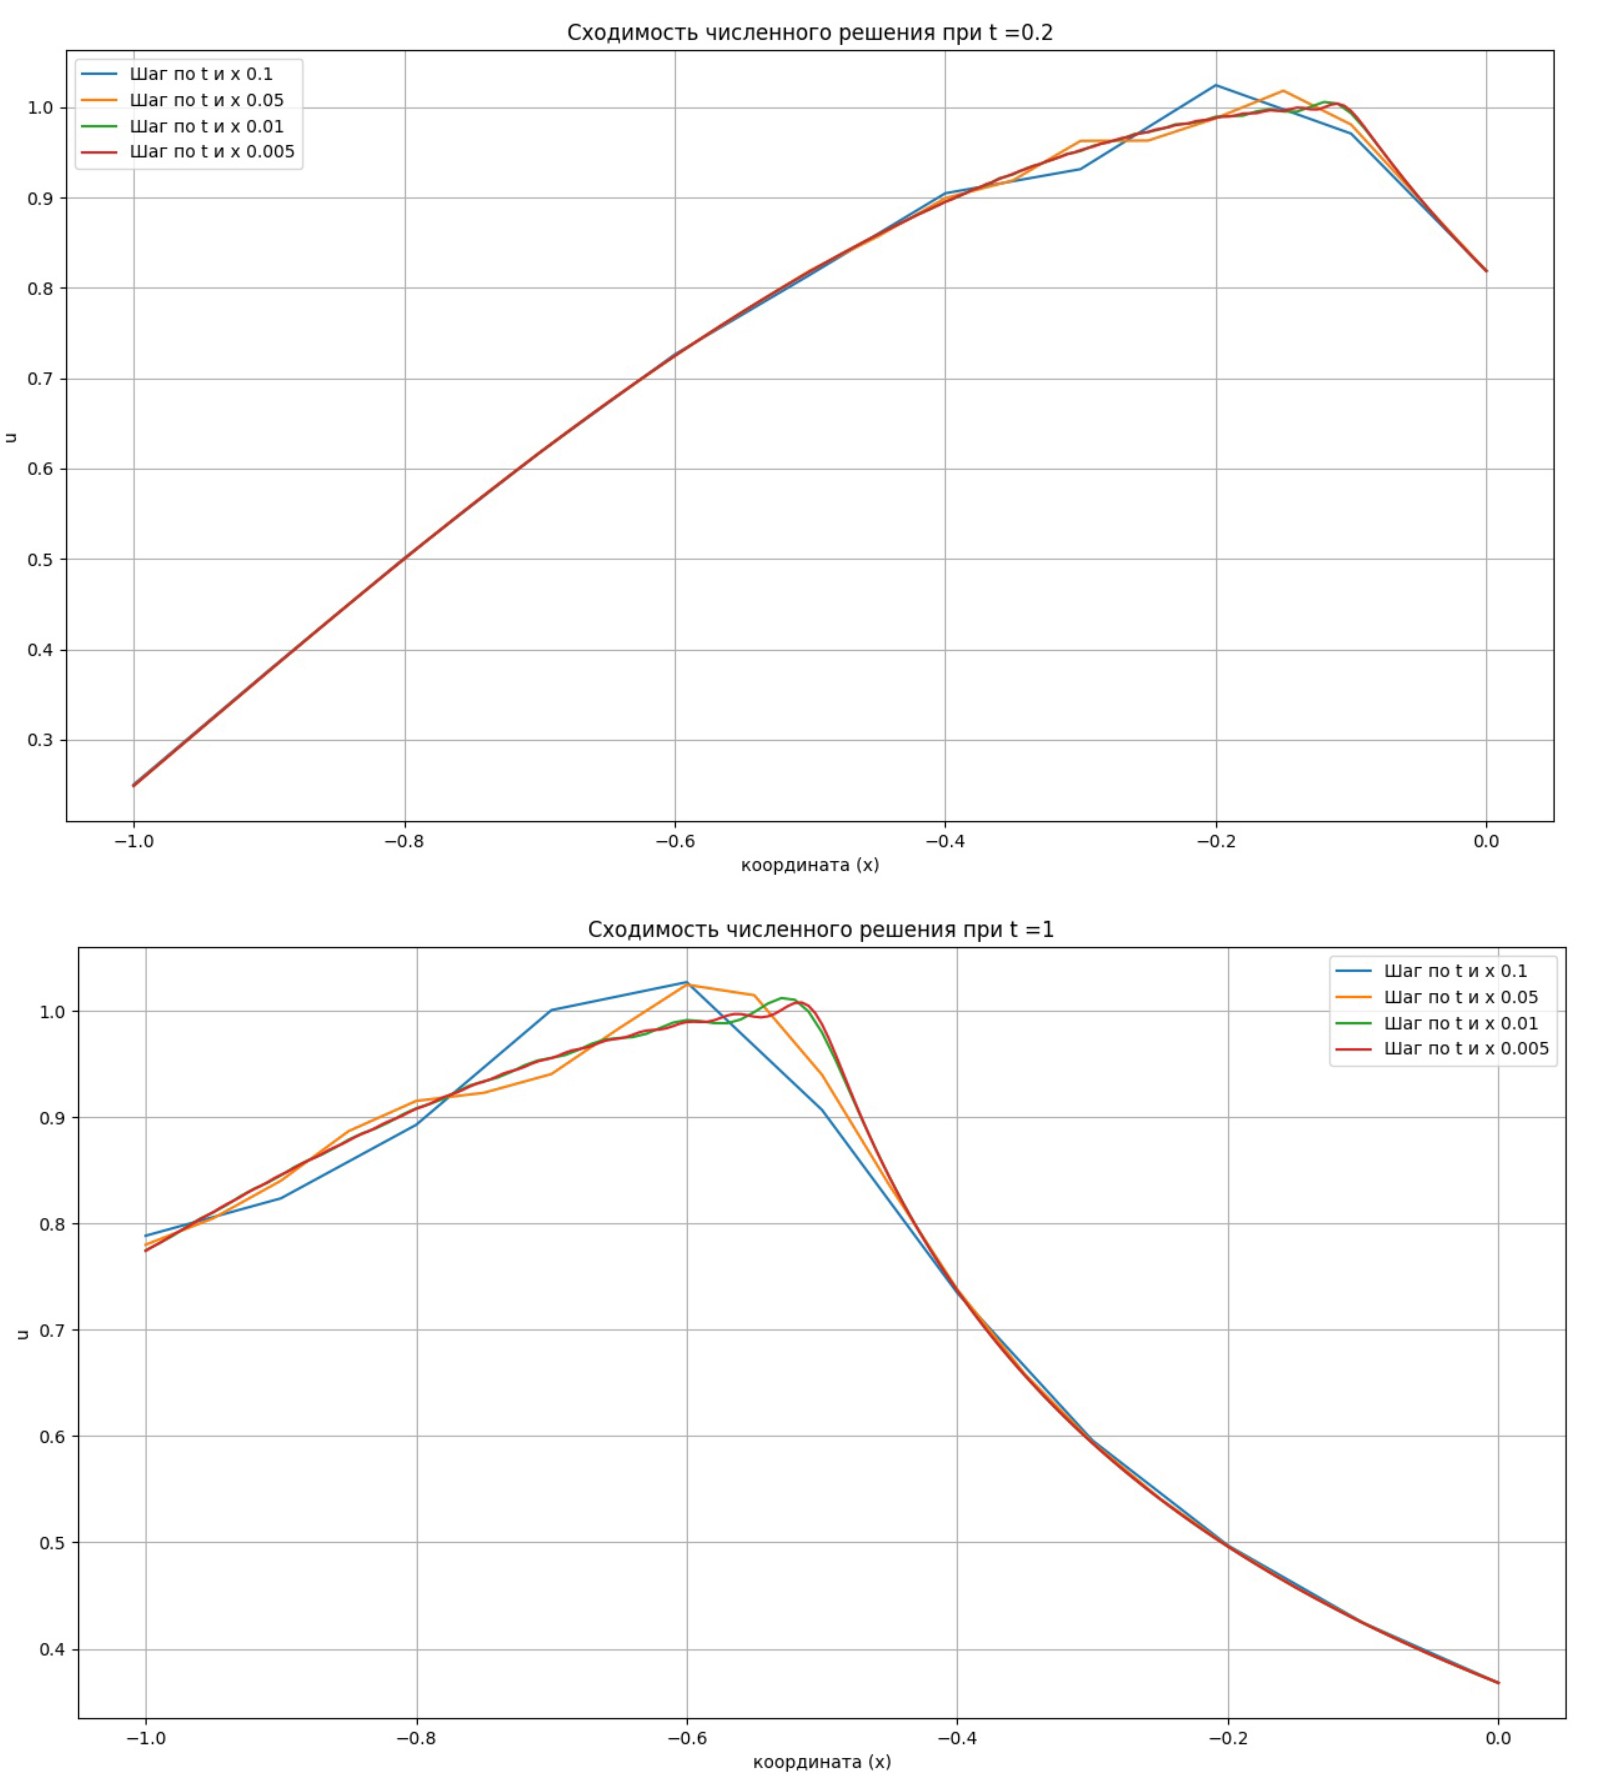 Сходимость численного решения при t =0.2
Шаг по t и x 0.1
Шаг по t и x 0.05
Шаг по t и x 0.01
Шаг по t и x 0.005
1.0
0.9
0.8
0.7
0.6
0.5
0.4
0.3
u
−1.0 −0.8 −0.6 −0.4 −0.2 0.0
координата (x)
Сходимость численного решения при t =1
Шаг по t и x 0.1
Шаг по t и x 0.05
Шаг по t и x 0.01
Шаг по t и x 0.005
1.0
0.9
0.8
0.7
0.6
0.5
0.4
u
−1.0 −0.8 −0.6 −0.4 −0.2 0.0
координата (x)